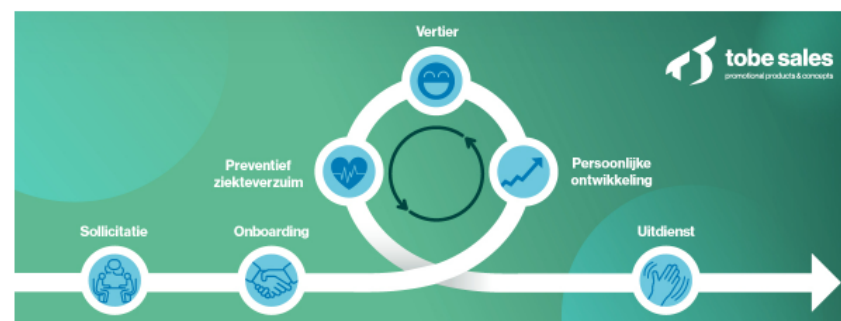 Vertier
tobe sales
promotional products & concepts
Preventief
ziekteverzuim
Persoonlijke
ontwikkeling
Sollicitatie
Onboarding
Uitdienst